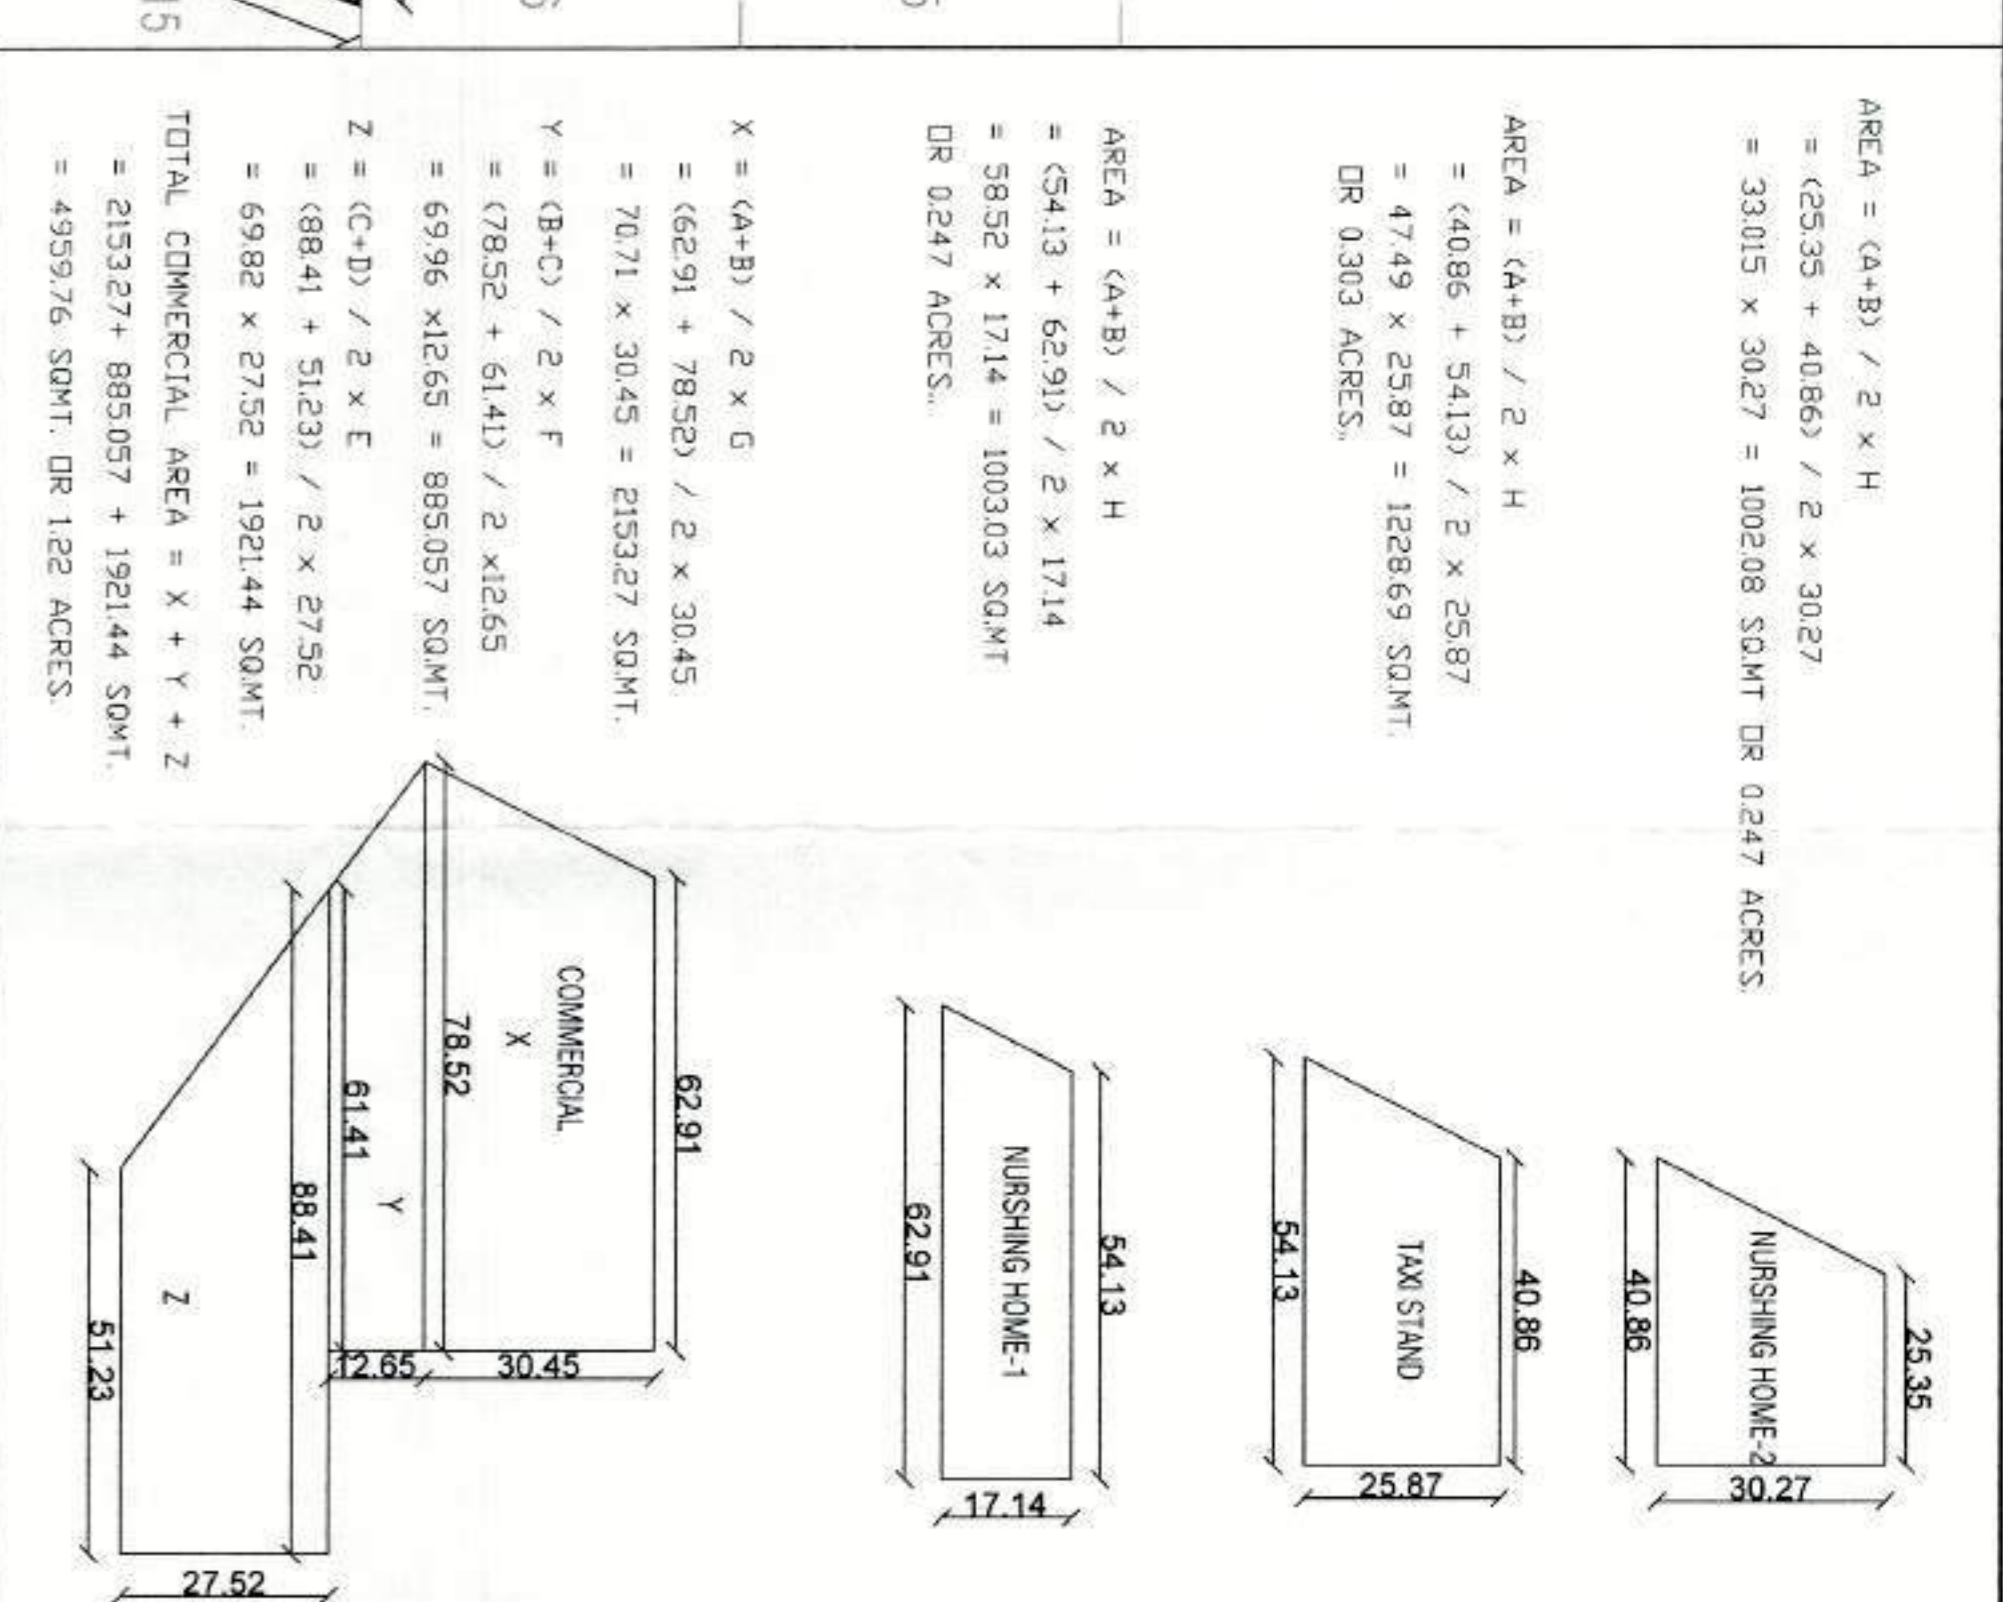 AREA = (A+B) / 2 x H
= (25.35 + 40.86) / 2 x 30.27
= 33.015 x 30.27 = 1002.08 SQ.MT OR 0.247 ACRES.
25.35
NURSHING HOME-2
40.86
30.27
AREA = (A+B) / 2 x H
= (40.86 + 54.13) / 2 x 25.87
= 47.49 x 25.87 = 1228.69 SQ.MT.
OR 0.303 ACRES..
40.86
TAXI STAND
54.13
25.87
AREA = (A+B) / 2 x H
= (54.13 + 62.91) / 2 x 17.14
= 58.52 x 17.14 = 1003.03 SQ.MT
OR 0.247 ACRES...
54.13
NURSHING HOME-1
62.91
17.14
X = (A+B) / 2 x G
= (62.91 + 78.52) / 2 x 30.45
= 70.71 x 30.45 = 2153.27 SQ.MT.
Y = (B+C) / 2 x F
= (78.52 + 61.41) / 2 x12.65
= 69.96 x12.65 = 885.057 SQ.MT.
Z = (C+D) / 2 x E
= (88.41 + 51.23) / 2 x 27.52
= 69.82 x 27.52 = 1921.44 SQ.MT.
TOTAL COMMERCIAL AREA = X + Y + Z
= 2153.27+ 885.057 + 1921.44 SQMT.
= 4959.76 SQMT. OR 1.22 ACRES.
62.91
COMMERCIAL
X
78.52
30.45
Y
61.41
12.65
88.41
Z
51.23
27.52
15